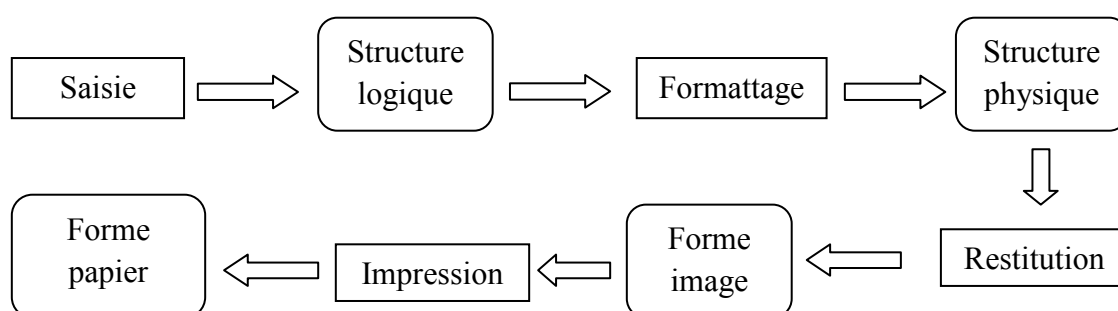 Saisie
Structure
logique
Formattage
Structure
physique
Restitution
Forme
image
Impression
Forme
papier